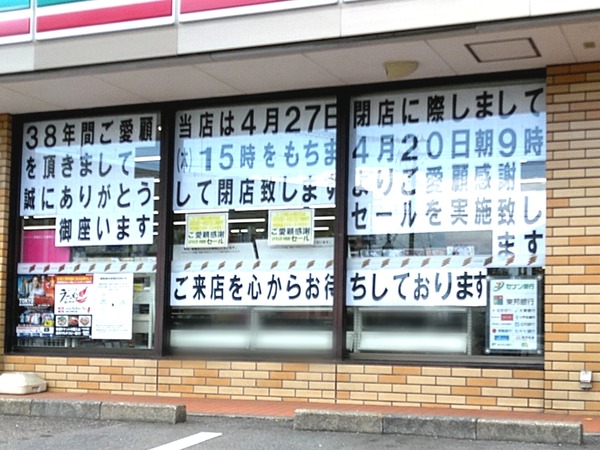 38年間ご愛顧
を頂きまして
誠にありがとう
御座います
当店は4月27日
(水)15時をもちま
して閉店致します
閉店に際しまして
4月20日朝9時
よりご愛顧感謝
セールを実施致し
ます
ご愛顧感謝
セール
ご愛顧感謝
セール
ご来店を心からお待ちしております
セブン銀行
東邦銀行